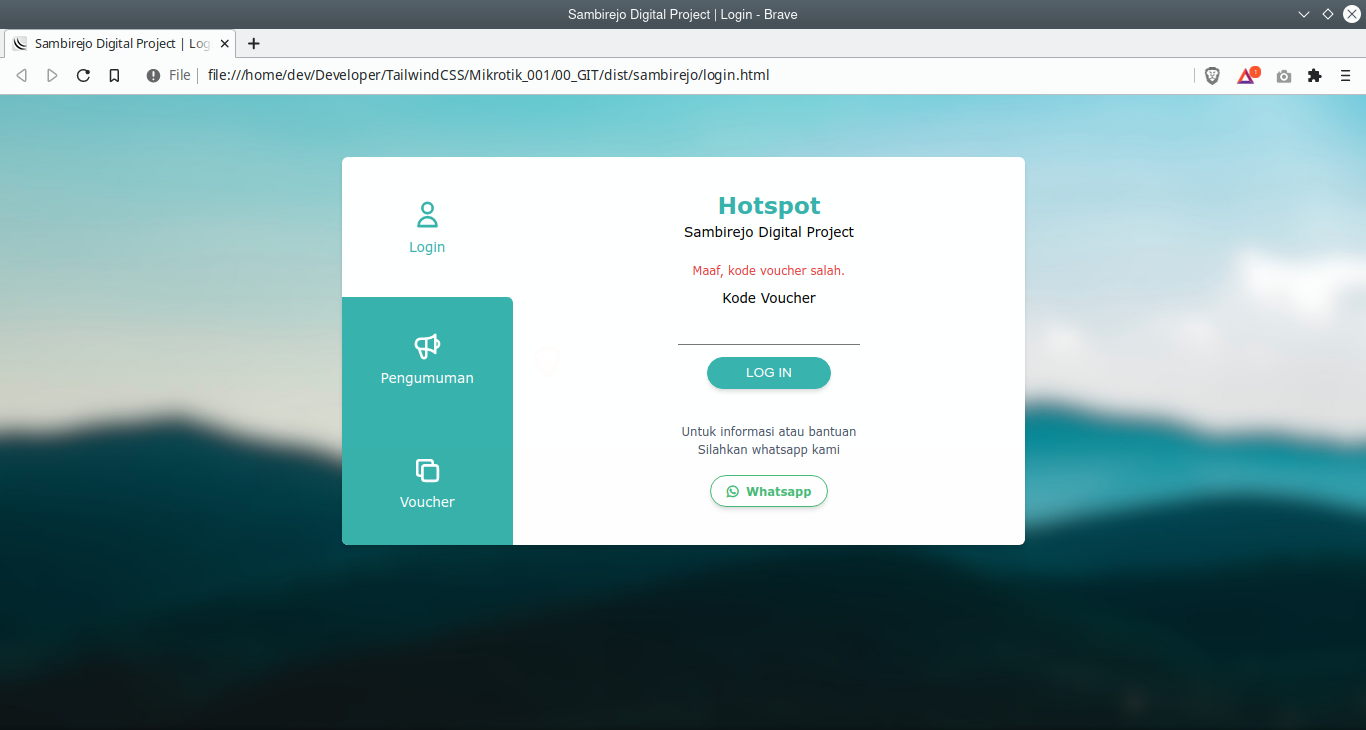 Sambirejo Digital Project | Login - Brave
Sambirejo Digital Project | Log
File | file:///home/dev/Developer/TailwindCSS/Mikrotik_001/00_GIT/dist/sambirejo/login.html
1
Login
Pengumuman
Voucher
Hotspot
Sambirejo Digital Project
Maaf, kode voucher salah.
Kode Voucher
LOG IN
Untuk informasi atau bantuan
Silahkan whatsapp kami
Whatsapp